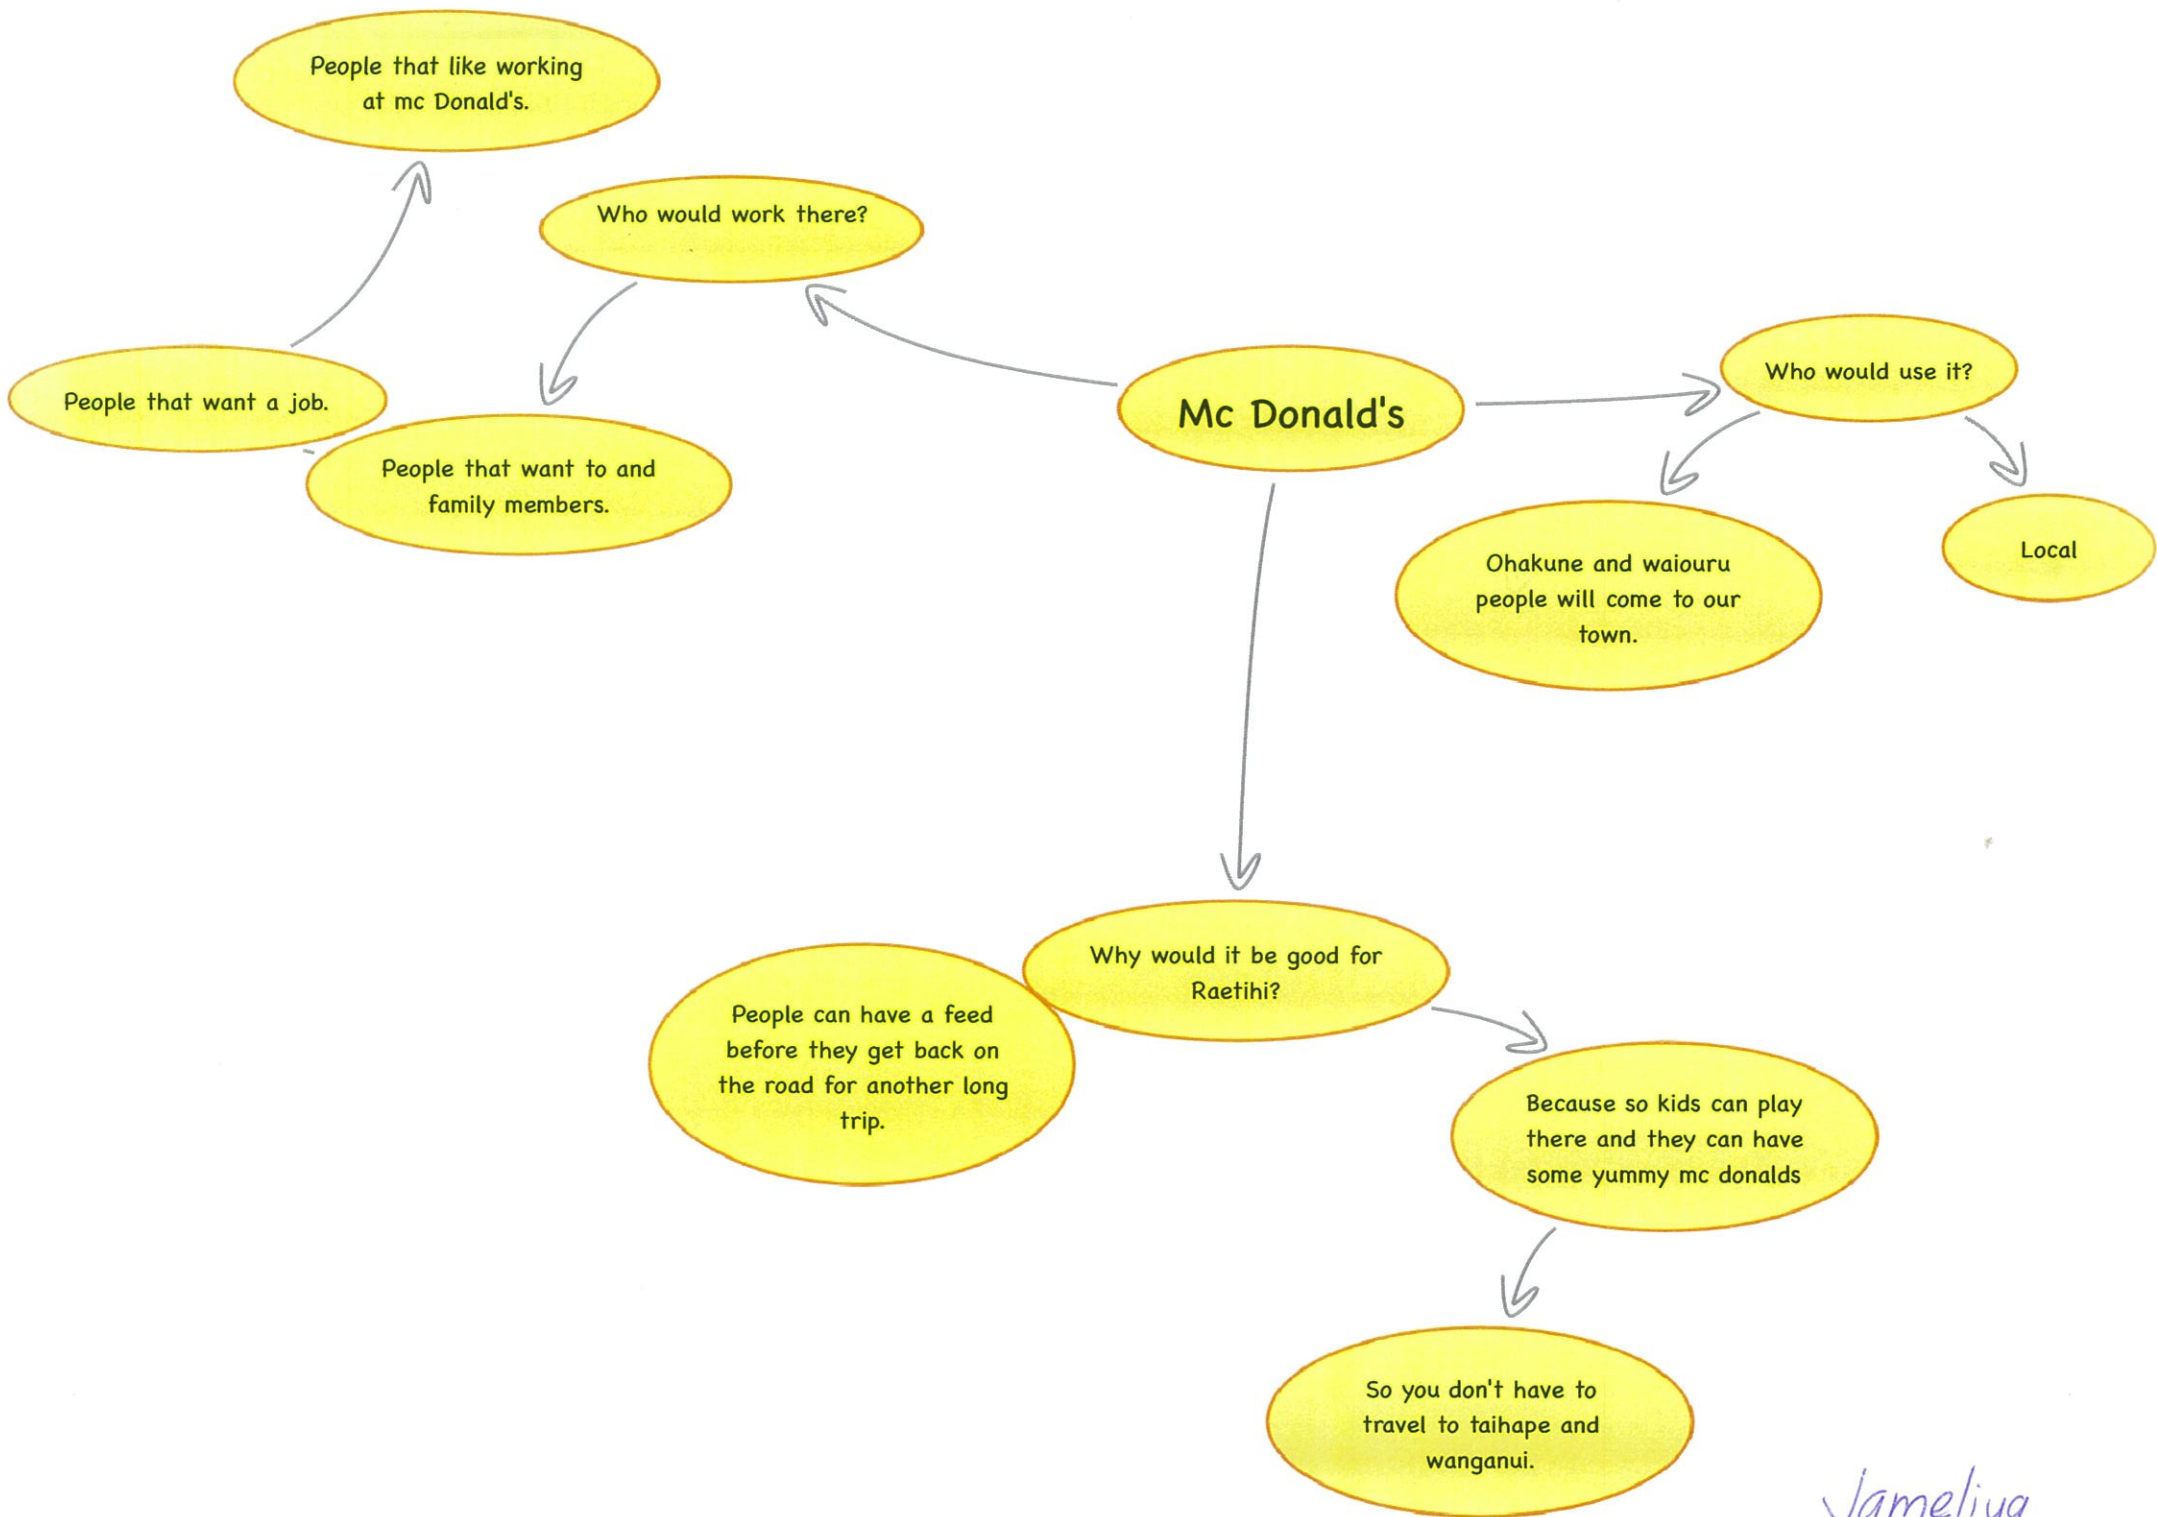 People that like working
at mc Donald's.
Who would work there?
People that want a job.
People that want to and
family members.
Mc Donald's
Who would use it?
Ohakune and waiouru
people will come to our
town.
Local
Why would it be good for
Raetihi?
People can have a feed
before they get back on
the road for another long
trip.
Because so kids can play
there and they can have
some yummy mc donalds
So you don't have to
travel to taihape and
wanganui.
Jameliya